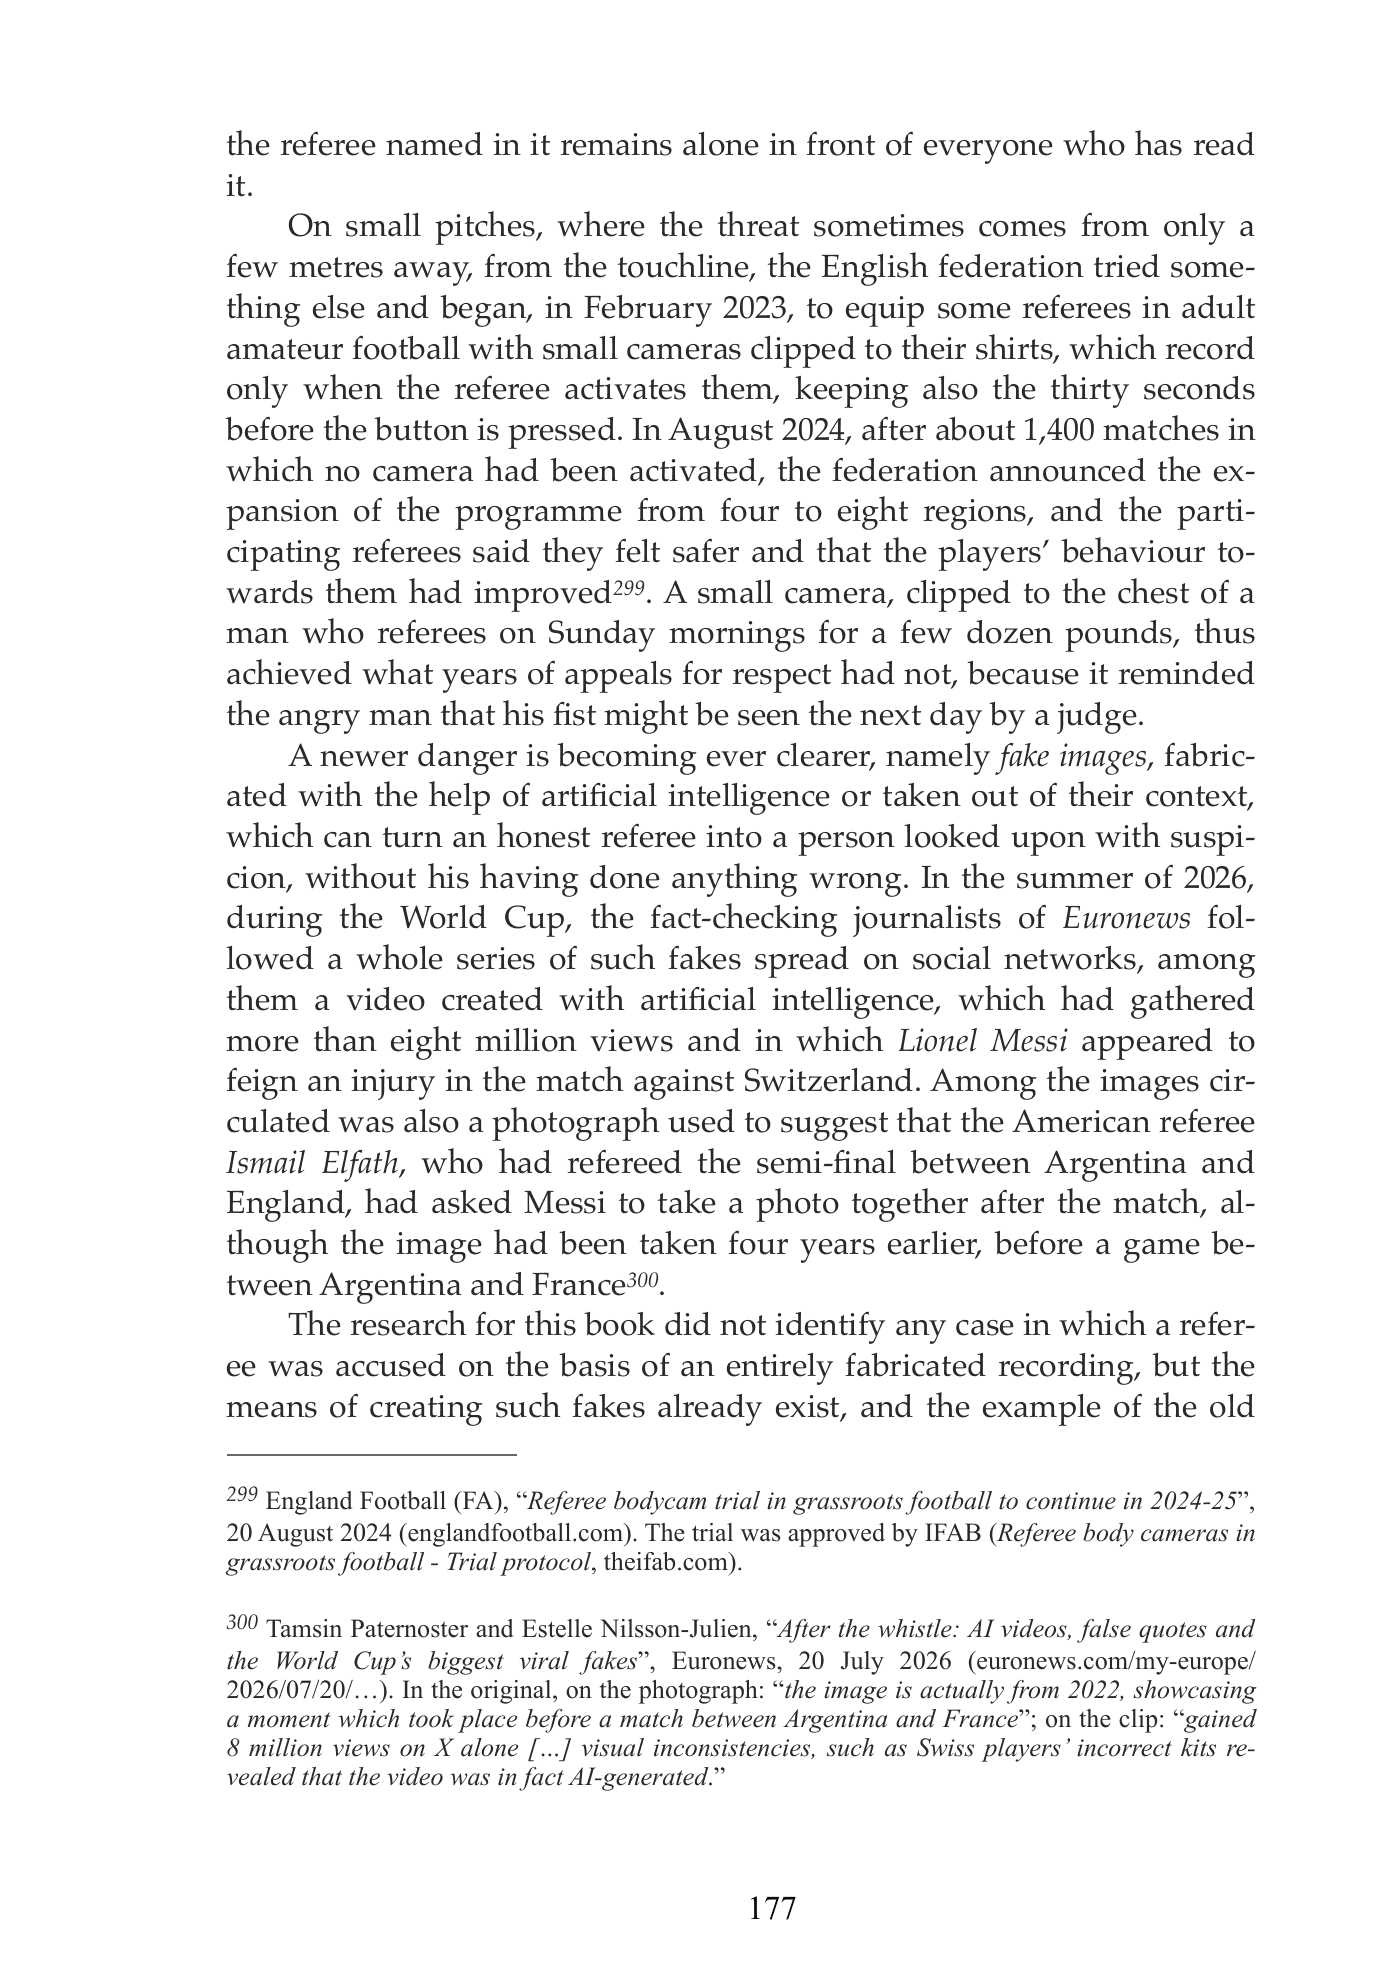 the referee named in it remains alone in front of everyone who has read
it.
On small pitches, where the threat sometimes comes from only a
few metres away, from the touchline, the English federation tried some-
thing else and began, in February 2023, to equip some referees in adult
amateur football with small cameras clipped to their shirts, which record
only when the referee activates them, keeping also the thirty seconds
before the button is pressed. In August 2024, after about 1,400 matches in
which no camera had been activated, the federation announced the ex-
pansion of the programme from four to eight regions, and the parti-
cipating referees said they felt safer and that the players’ behaviour to-
wards them had improved299. A small camera, clipped to the chest of a
man who referees on Sunday mornings for a few dozen pounds, thus
achieved what years of appeals for respect had not, because it reminded
the angry man that his fist might be seen the next day by a judge.
A newer danger is becoming ever clearer, namely fake images, fabric-
ated with the help of artificial intelligence or taken out of their context,
which can turn an honest referee into a person looked upon with suspi-
cion, without his having done anything wrong. In the summer of 2026,
during the World Cup, the fact-checking journalists of Euronews fol-
lowed a whole series of such fakes spread on social networks, among
them a video created with artificial intelligence, which had gathered
more than eight million views and in which Lionel Messi appeared to
feign an injury in the match against Switzerland. Among the images cir-
culated was also a photograph used to suggest that the American referee
Ismail Elfath, who had refereed the semi-final between Argentina and
England, had asked Messi to take a photo together after the match, al-
though the image had been taken four years earlier, before a game be-
tween Argentina and France300.
The research for this book did not identify any case in which a refer-
ee was accused on the basis of an entirely fabricated recording, but the
means of creating such fakes already exist, and the example of the old
299 England Football (FA), “Referee bodycam trial in grassroots football to continue in 2024-25”,
20 August 2024 (englandfootball.com). The trial was approved by IFAB (Referee body cameras in
grassroots football - Trial protocol, theifab.com).
300 Tamsin Paternoster and Estelle Nilsson-Julien, “After the whistle: AI videos, false quotes and
the World Cup’s biggest viral fakes”, Euronews, 20 July 2026 (euronews.com/my-europe/
2026/07/20/…). In the original, on the photograph: “the image is actually from 2022, showcasing
a moment which took place before a match between Argentina and France”; on the clip: “gained
8 million views on X alone [...] visual inconsistencies, such as Swiss players’ incorrect kits re-
vealed that the video was in fact AI-generated.”
177